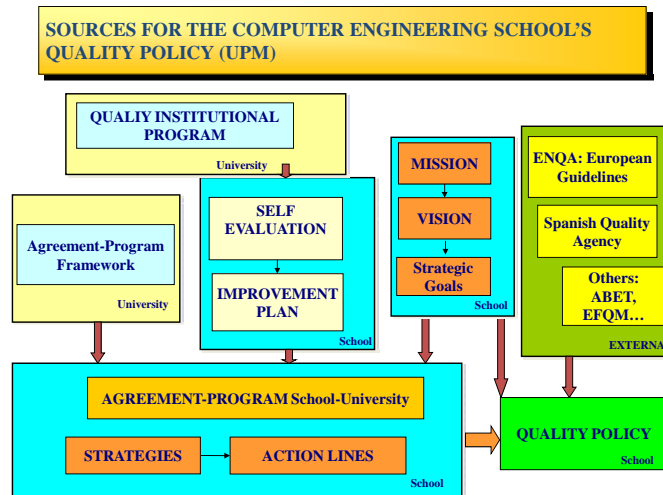 SOURCES FOR THE COMPUTER ENGINEERING SCHOOL'S
QUALITY POLICY (UPM)
QUALIY INSTITUTIONAL
PROGRAM
University
Agreement-Program
Framework
University
SELF
EVALUATION
IMPROVEMENT
PLAN
School
MISSION
VISION
Strategic
Goals
School
ENQA: European
Guidelines
Spanish Quality
Agency
Others:
ABET,
EFQM…
EXTERNA
AGREEMENT-PROGRAM School-University
STRATEGIES
ACTION LINES
School
QUALITY POLICY
School